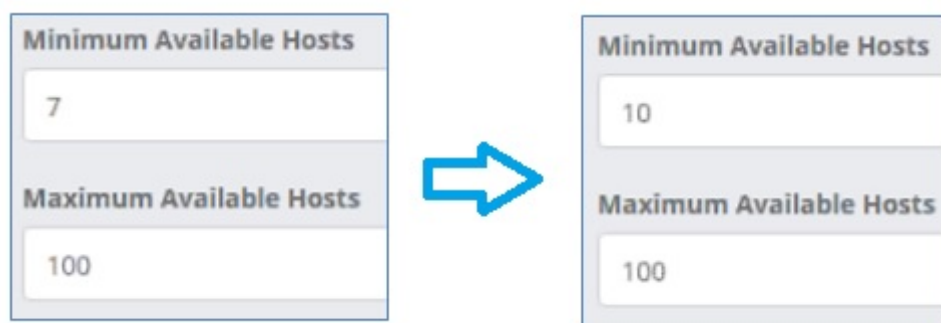 Minimum Available Hosts
7
Maximum Available Hosts
100
Minimum Available Hosts
10
Maximum Available Hosts
100